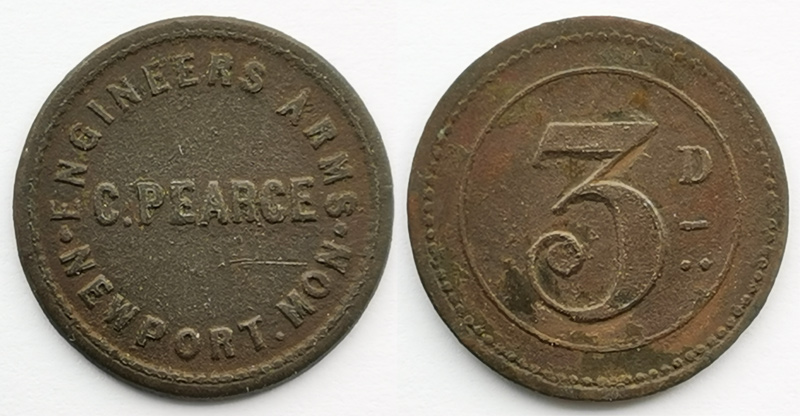 ENGINEERS ARMS
C. PEARCE
NEWPORT. MON
3 D